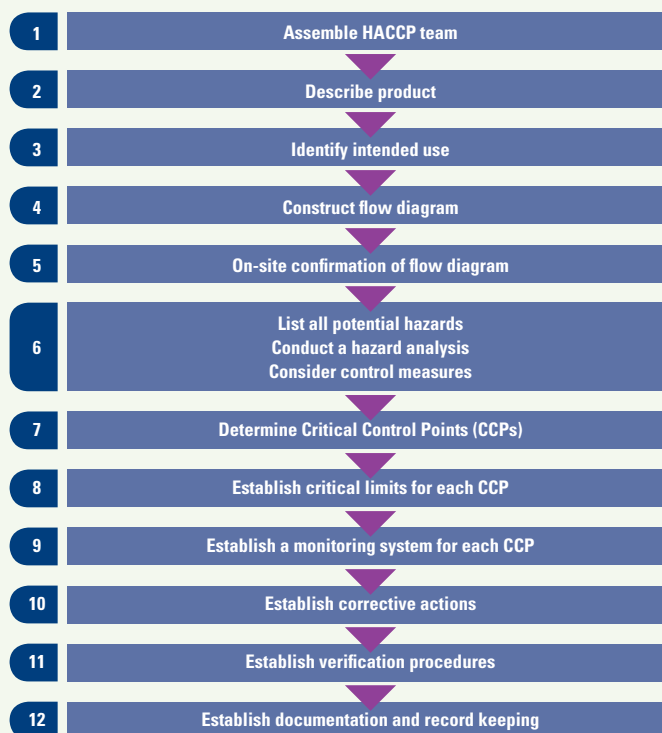 1
Assemble HACCP team
2
Describe product
3
Identify intended use
4
Construct flow diagram
5
On-site confirmation of flow diagram
6
List all potential hazards
Conduct a hazard analysis
Consider control measures
7
Determine Critical Control Points (CCPs)
8
Establish critical limits for each CCP
9
Establish a monitoring system for each CCP
10
Establish corrective actions
11
Establish verification procedures
12
Establish documentation and record keeping